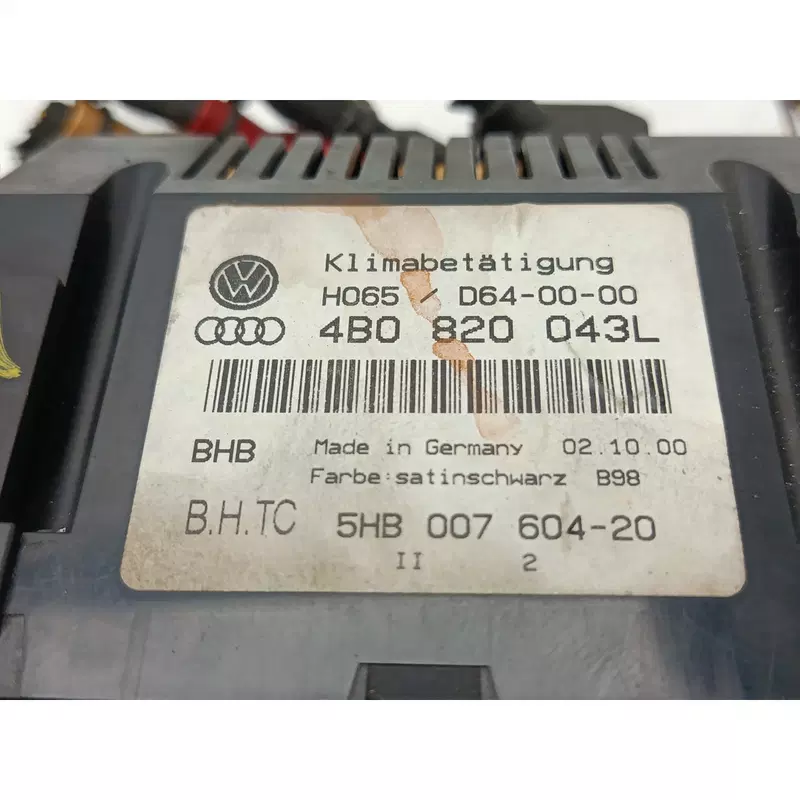 Klimabetätigung
H065 / D64-00-00
4B0 820 043L
BHB Made in Germany 02.10.00
Farbe:satinschwarz B98
B.H.TC 5HB 007 604-20
II 2